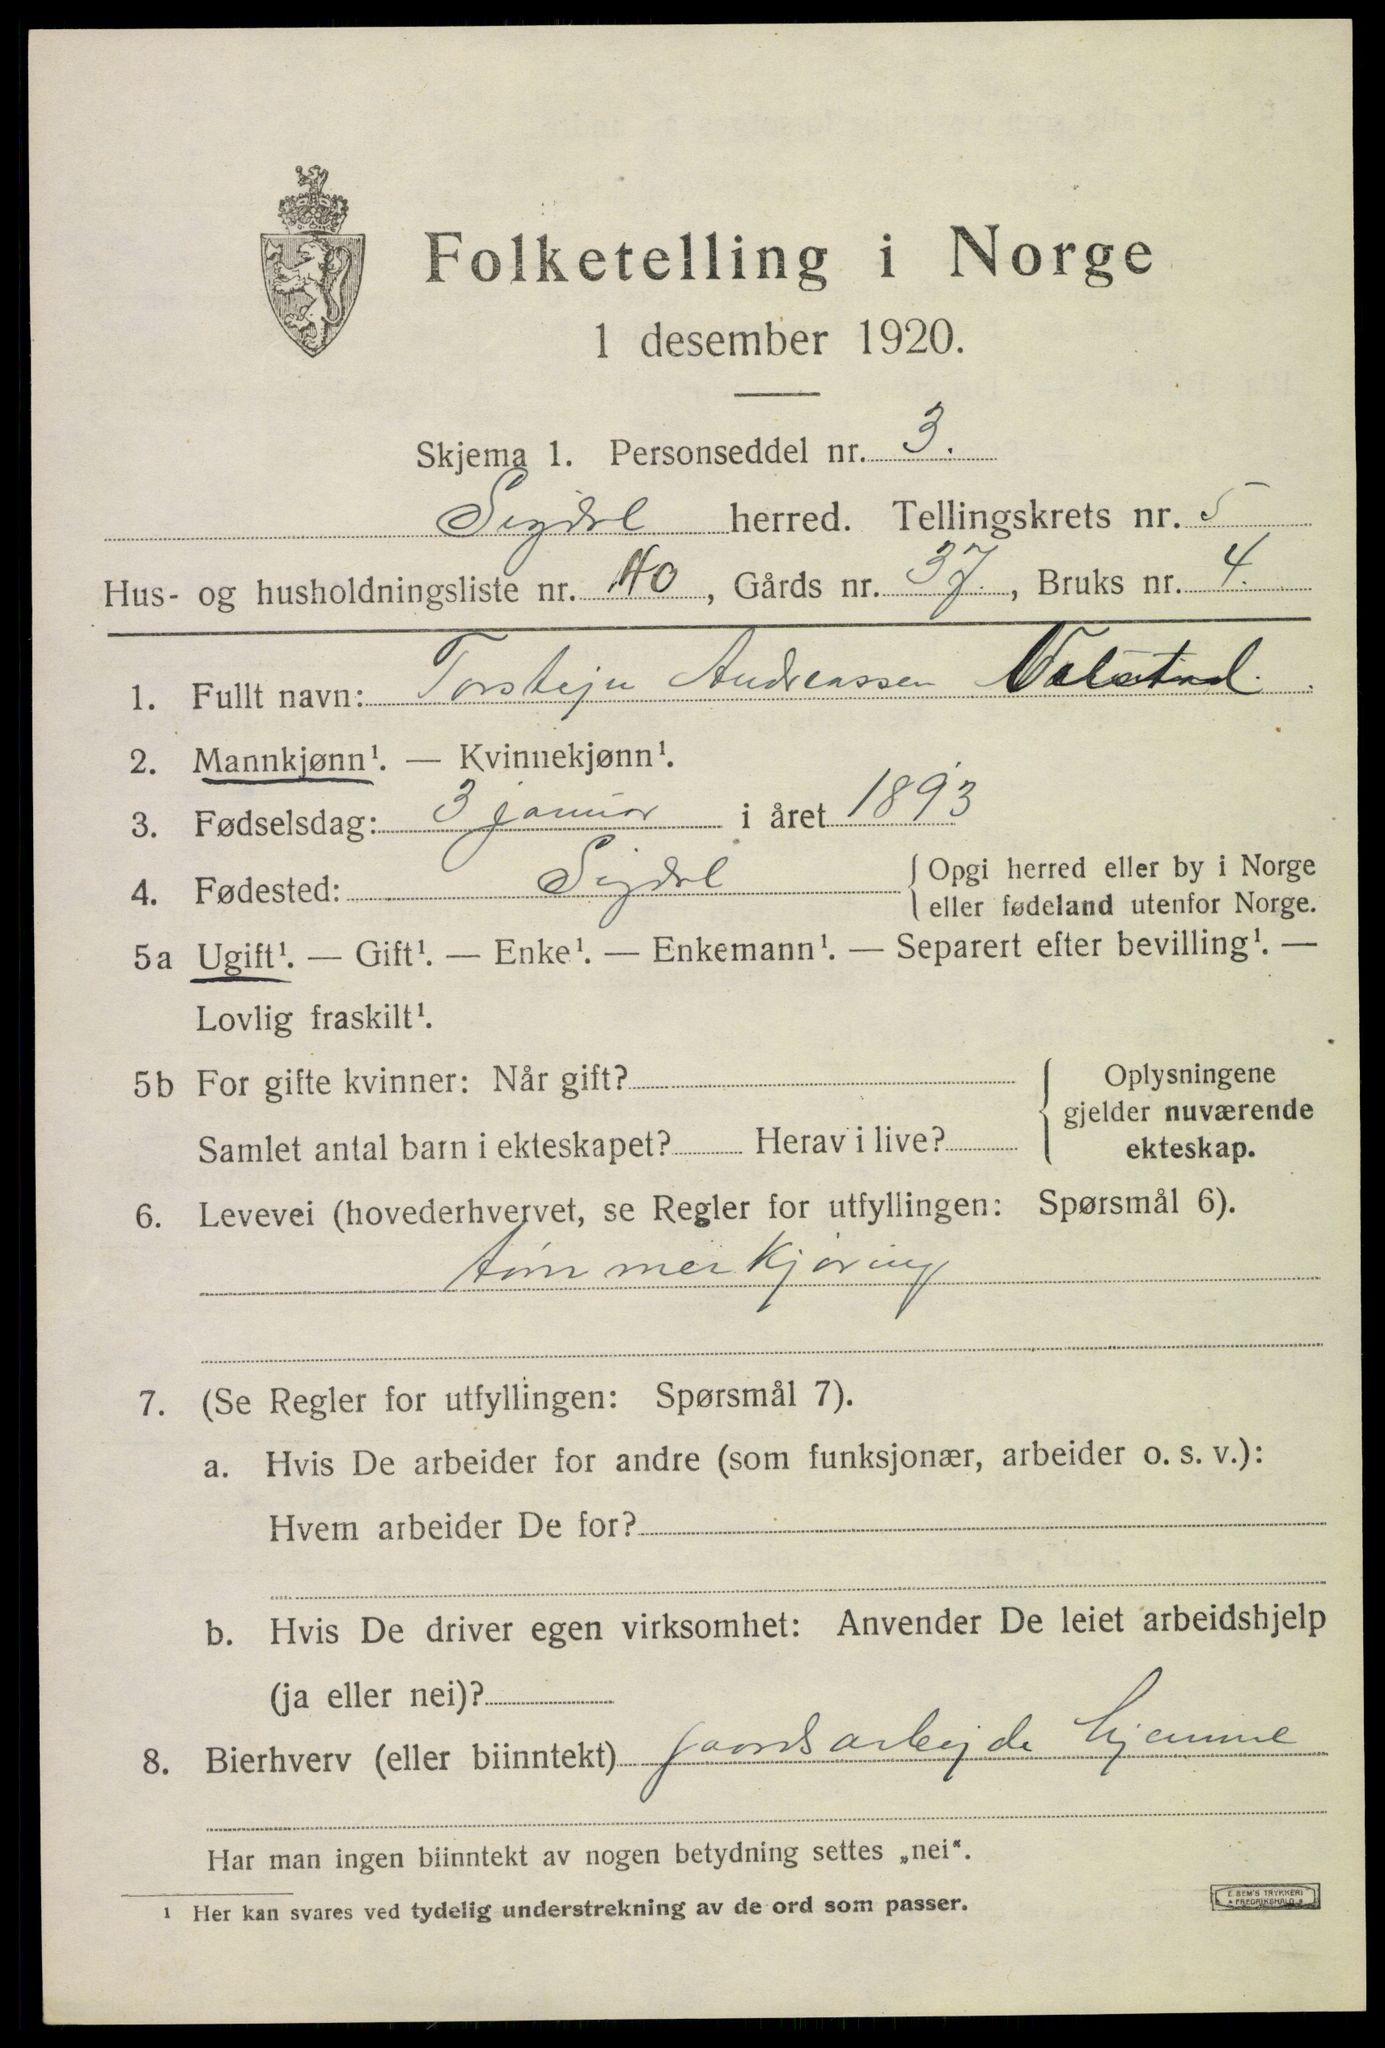 Folketelling i Norge
1 desember 1920.
Skjema 1. Personseddel nr. 3.
Sigdal herred. Tellingskrets nr. 5
Hus- og husholdningsliste nr. 40, Gårds nr. 37., Bruks nr. 4.
1. Fullt navn: Torstejn Andreassen
2. Mannkjønn¹. — Kvinnekjønn¹.
3. Fødselsdag: 3 januar i året 1893
4. Fødested: Sigdal { Opgi herred eller by i Norge
eller fødeland utenfor Norge.
5a Ugift¹. — Gift¹. — Enke¹. — Enkemann¹. — Separert efter bevilling¹. —
Lovlig fraskilt¹.
5b For gifte kvinner: Når gift? { Oplysningene
gjelder nuværende
Samlet antal barn i ekteskapet? Herav i live? ekteskap.
6. Levevei (hovederhvervet, se Regler for utfyllingen: Spørsmål 6).
tømmerkjøring
7. (Se Regler for utfyllingen: Spørsmål 7).
a. Hvis De arbeider for andre (som funksjonær, arbeider o. s. v.):
Hvem arbeider De for?
b. Hvis De driver egen virksomhet: Anvender De leiet arbeidshjelp
(ja eller nei)?
8. Bierhverv (eller biinntekt) gaardsarbejde hjemme
Har man ingen biinntekt av nogen betydning settes „nei“.
¹ Her kan svares ved tydelig understrekning av de ord som passer.
E. SEM'S TRYKKERI
FREDRIKSHALD